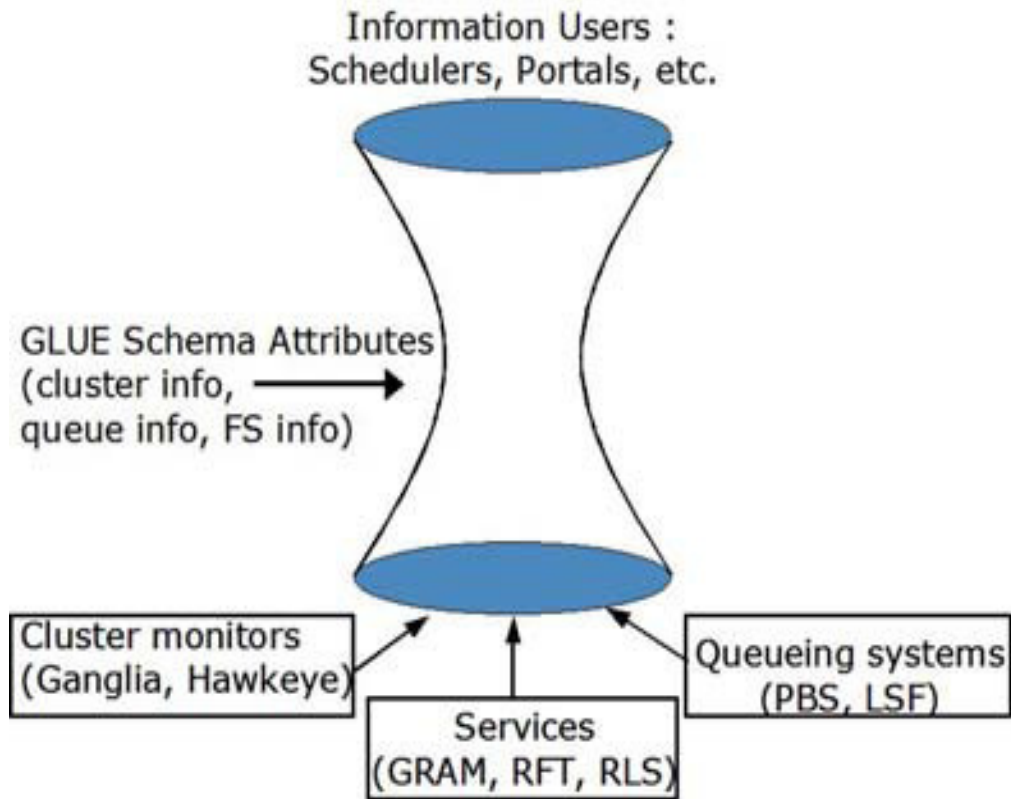 Information Users :
Schedulers, Portals, etc.
GLUE Schema Attributes
(cluster info,
queue info, FS info)
Cluster monitors
(Ganglia, Hawkeye)
Services
(GRAM, RFT, RLS)
Queueing systems
(PBS, LSF)